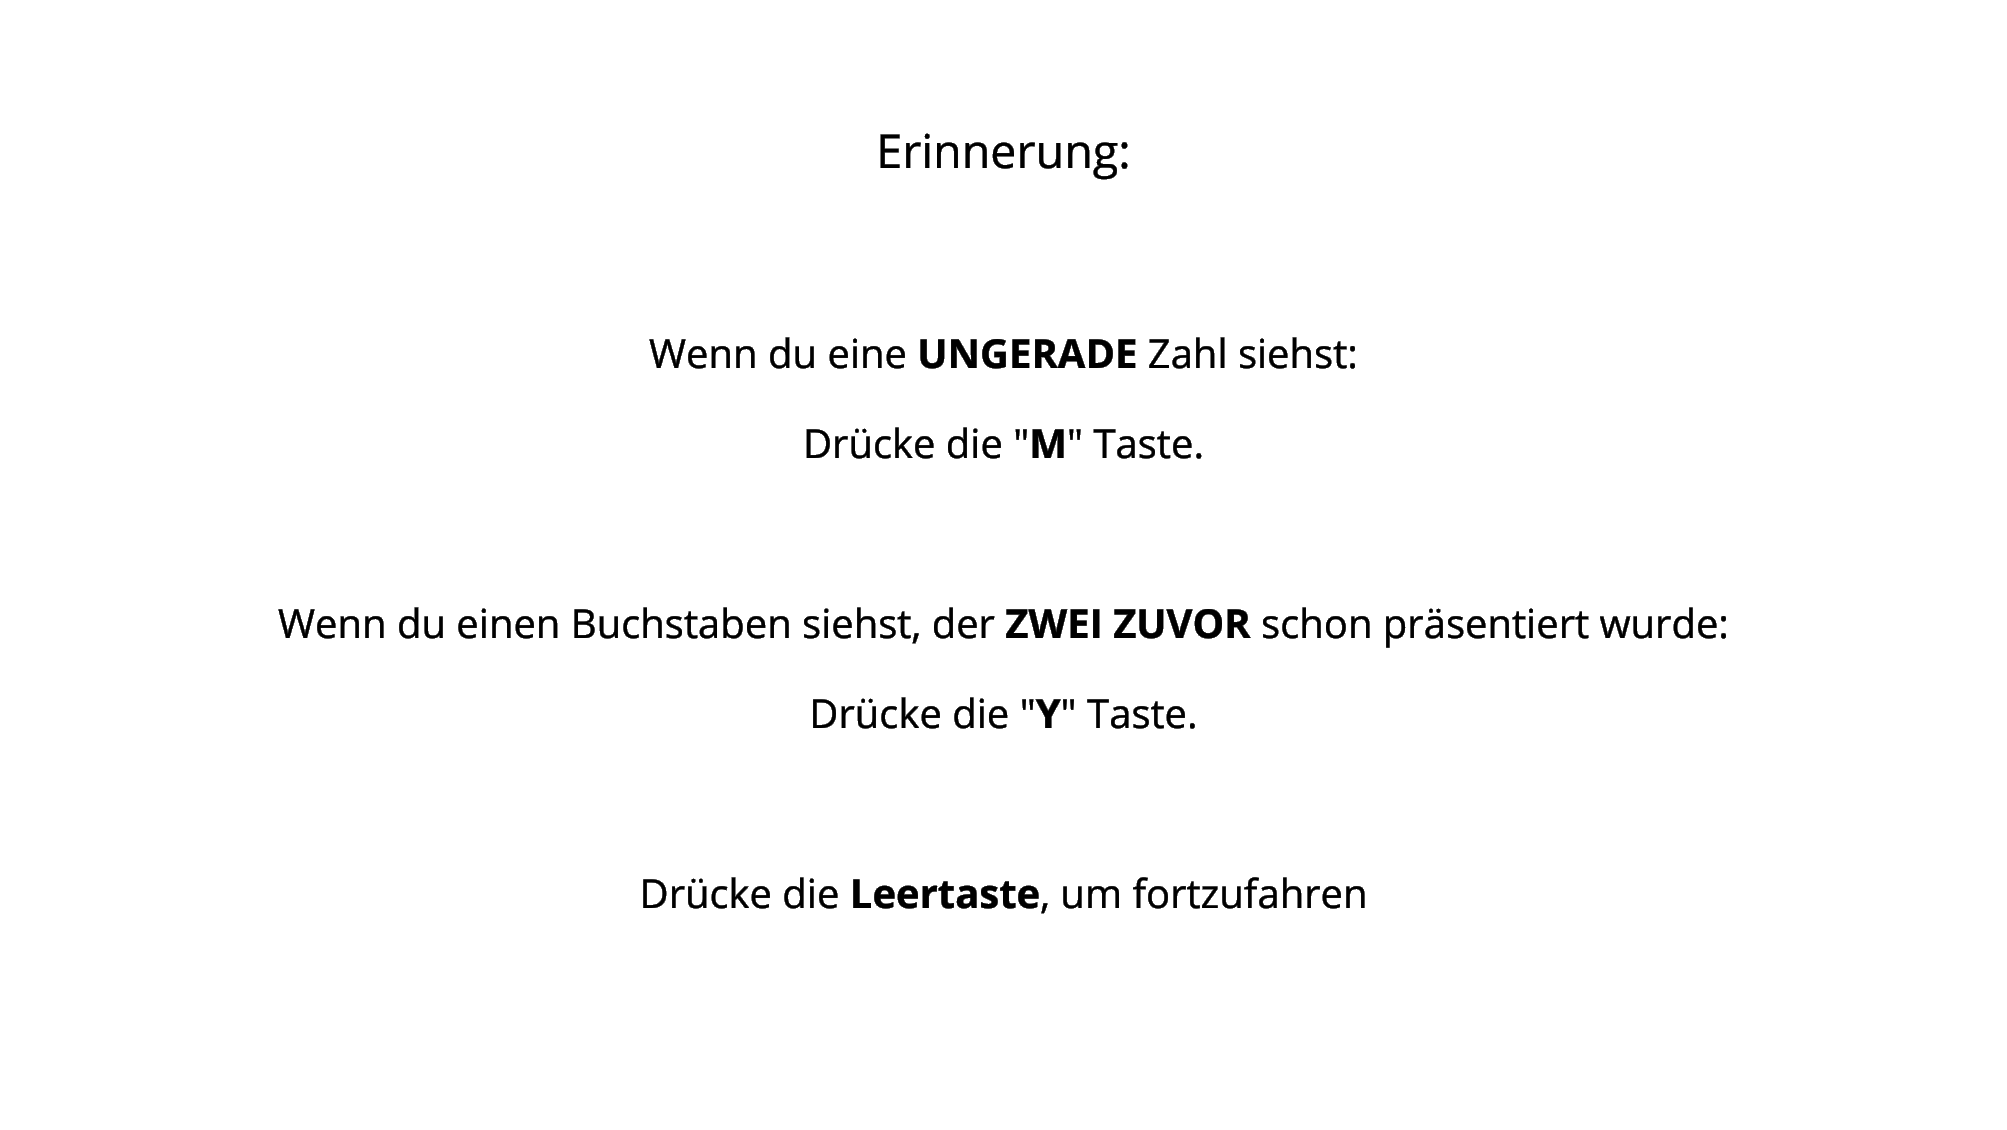 Erinnerung:
Wenn du eine UNGERADE Zahl siehst:
Drücke die "M" Taste.
Wenn du einen Buchstaben siehst, der ZWEI ZUVOR schon präsentiert wurde:
Drücke die "Y" Taste.
Drücke die Leertaste, um fortzufahren